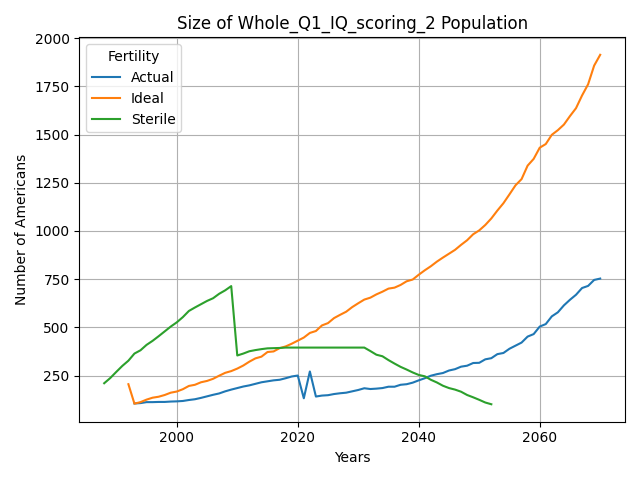 Size of Whole_Q1_IQ_scoring_2 Population
Fertility
Actual
Ideal
Sterile
Number of Americans
2000
1750
1500
1250
1000
750
500
250
2000
2020
2040
2060
Years